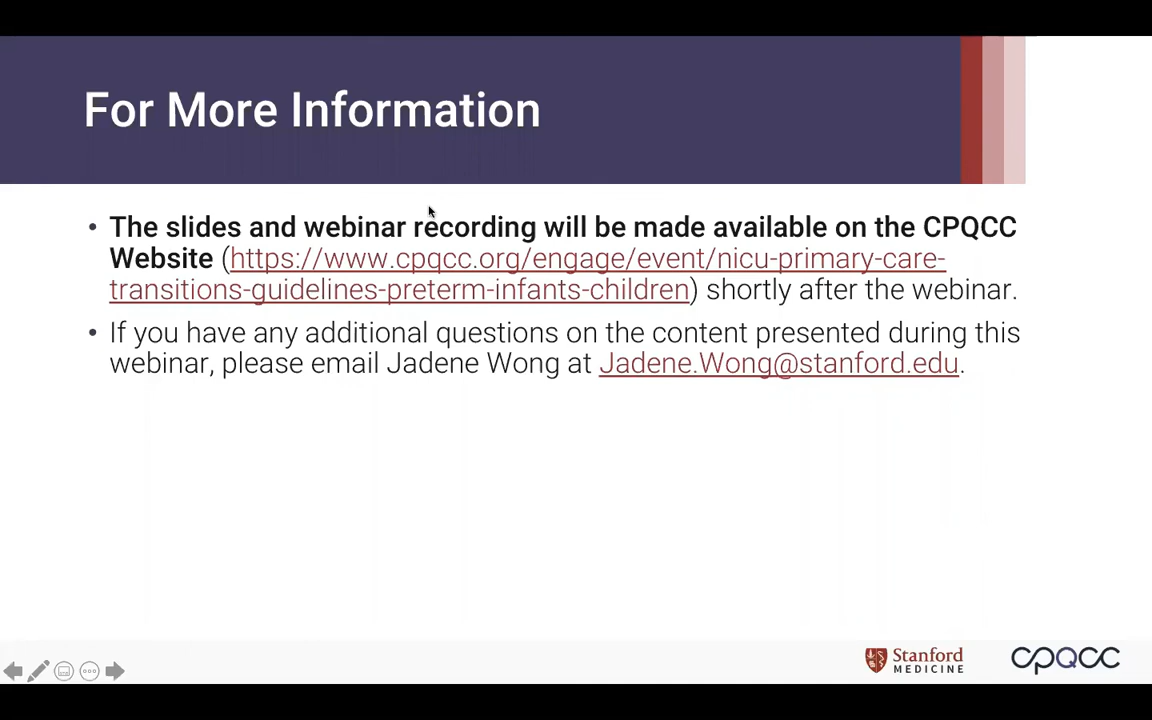 For More Information
• The slides and webinar recording will be made available on the CPQCC
Website (https://www.cpqcc.org/engage/event/nicu-primary-care-
transitions-guidelines-preterm-infants-children) shortly after the webinar.
• If you have any additional questions on the content presented during this
webinar, please email Jadene Wong at Jadene.Wong@stanford.edu.
Stanford
MEDICINE
cpqcc